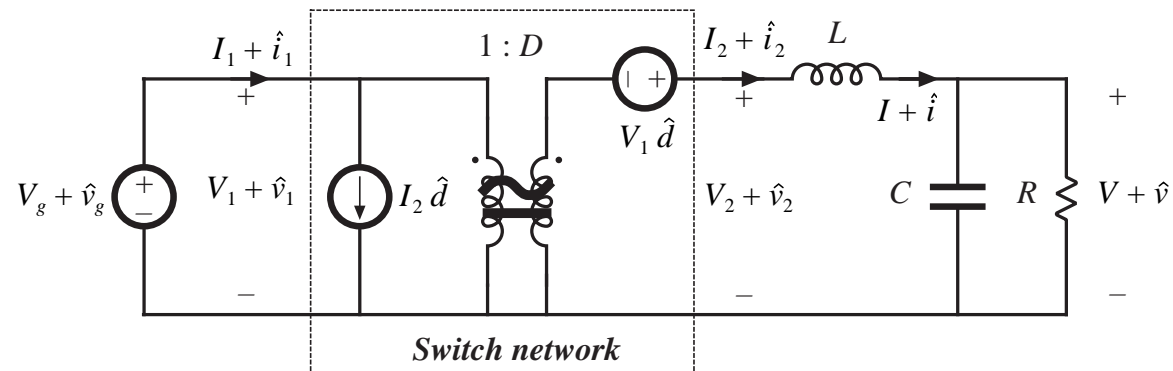 I₁ + î₁
1 : D
I₂ + î₂
L
+
− +
+
I + î
+
V₁ d̂
V_g + v̂_g
+
−
V₁ + v̂₁
I₂ d̂
V₂ + v̂₂
C
R
V + v̂
−
−
−
Switch network